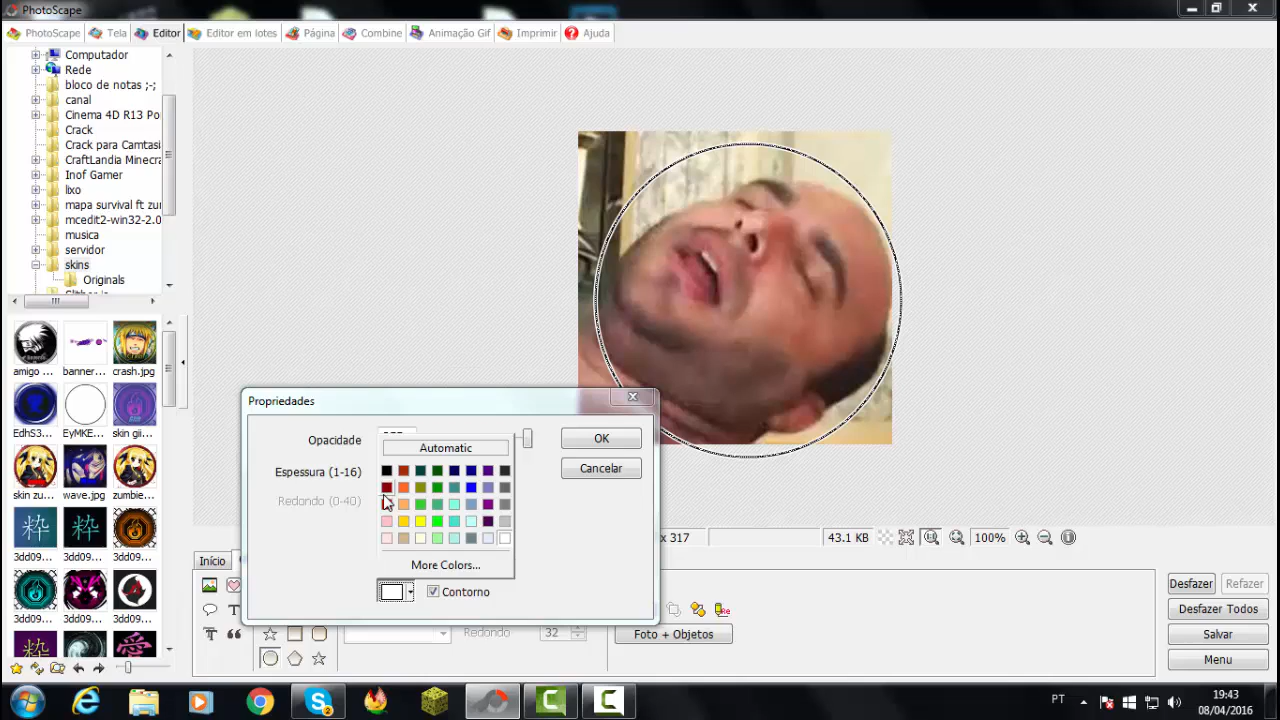 PhotoScape
PhotoScape
Tela
Editor
Editor em lotes
Página
Combine
Animação Gif
Imprimir
Ajuda
Computador
Rede
bloco de notas ;-;
canal
Cinema 4D R13 Po
Crack
Crack para Camtas
CraftLandia Minecra
Inof Gamer
lixo
mapa survival ft zur
mcedit2-win32-2.0
musica
servidor
skins
Originals
amigo ...
banner...
crash.jpg
EdhS3...
EyMKE...
skin gii...
skin zu...
wave.jpg
zumbie...
3dd09...
3dd09...
3dd09...
3dd09...
3dd09...
3dd09...
Propriedades
Opacidade
Espessura (1-16)
Redondo (0-40)
Automatic
More Colors...
Contorno
OK
Cancelar
x 317
43.1 KB
100%
Início
Redondo
32
Foto + Objetos
Desfazer
Refazer
Desfazer Todos
Salvar
Menu
PT
19:43
08/04/2016